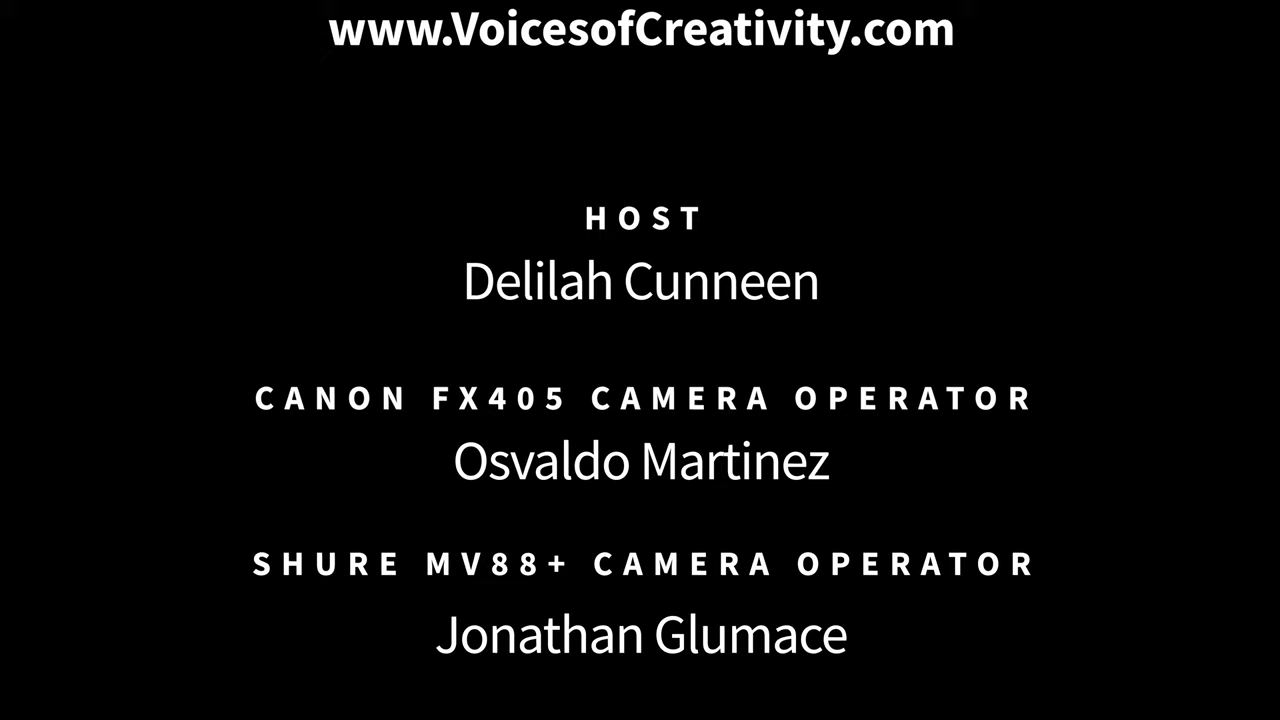 www.VoicesofCreativity.com
HOST
Delilah Cunneen
CANON FX405 CAMERA OPERATOR
Osvaldo Martinez
SHURE MV88+ CAMERA OPERATOR
Jonathan Glumace